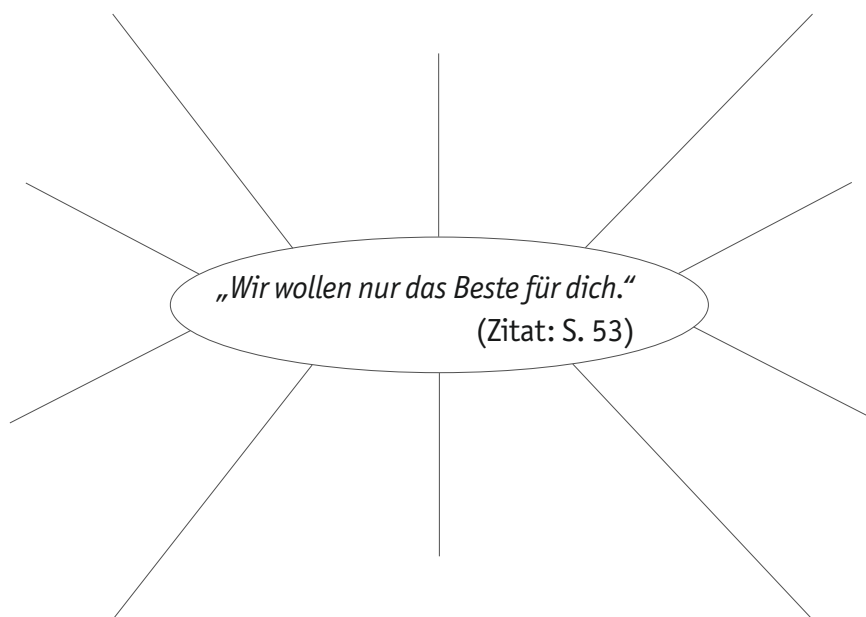 „Wir wollen nur das Beste für dich.“
(Zitat: S. 53)